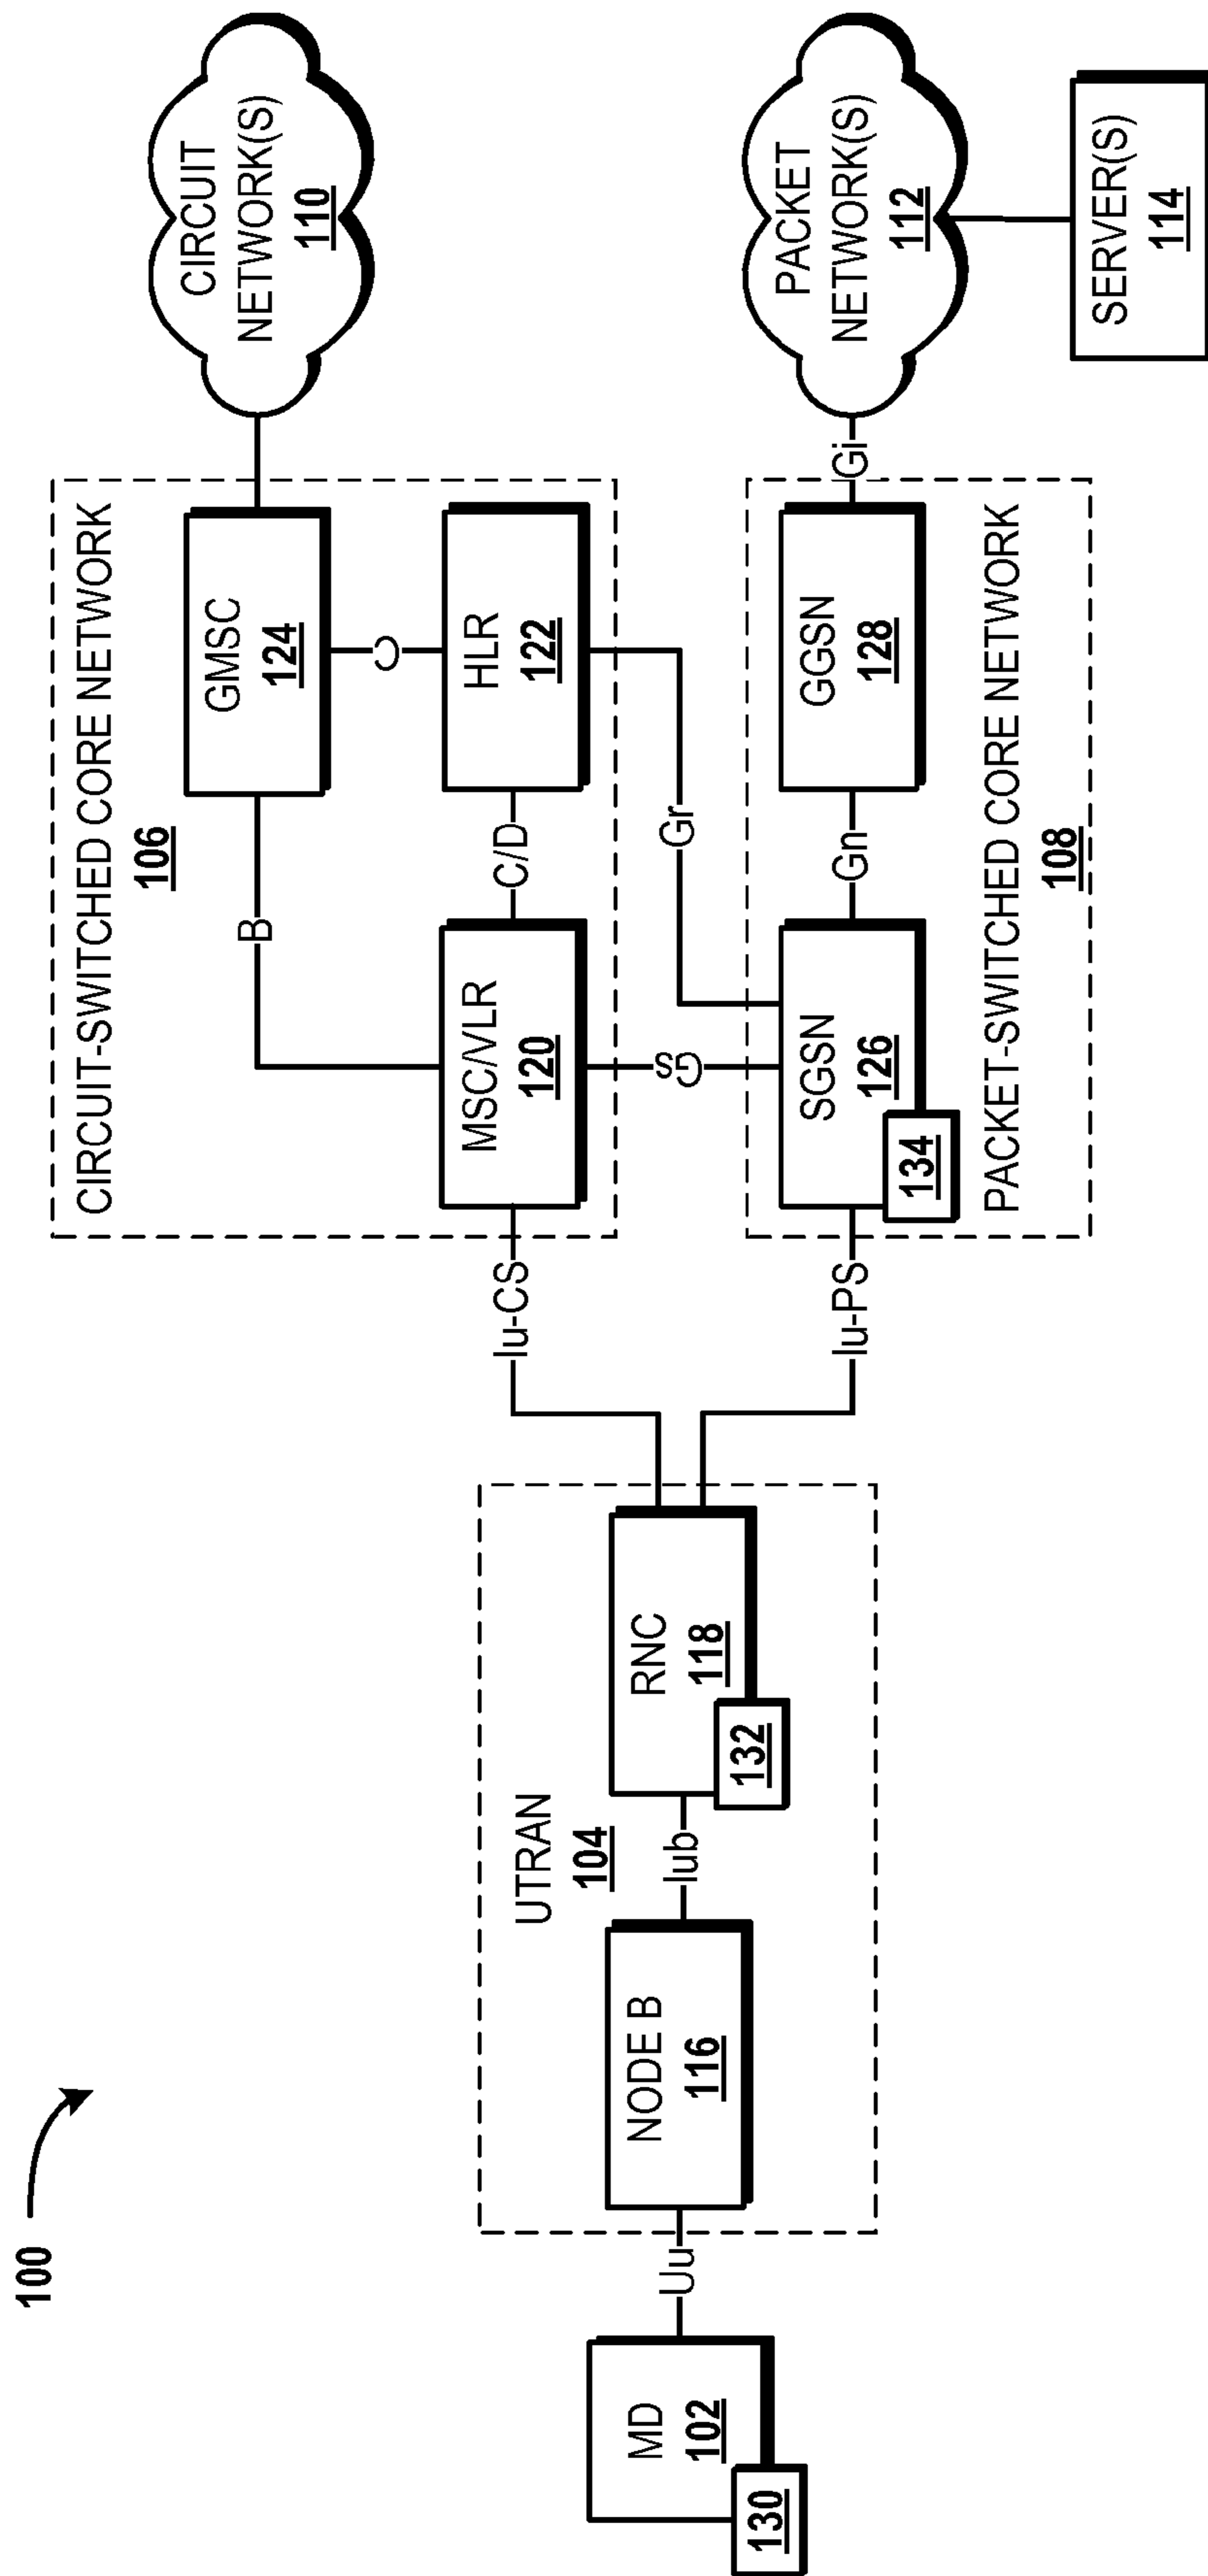 100
CIRCUIT-SWITCHED CORE NETWORK
106
GMSC
124
CIRCUIT
NETWORK(S)
110
B
C
MSC/VLR
120
C/D
HLR
122
Iu-CS
Gs
Gr
UTRAN
104
MD
102
130
Uu
NODE B
116
Iub
RNC
118
132
Iu-PS
SGSN
126
134
Gn
GGSN
128
Gi
PACKET
NETWORK(S)
112
PACKET-SWITCHED CORE NETWORK
108
SERVER(S)
114